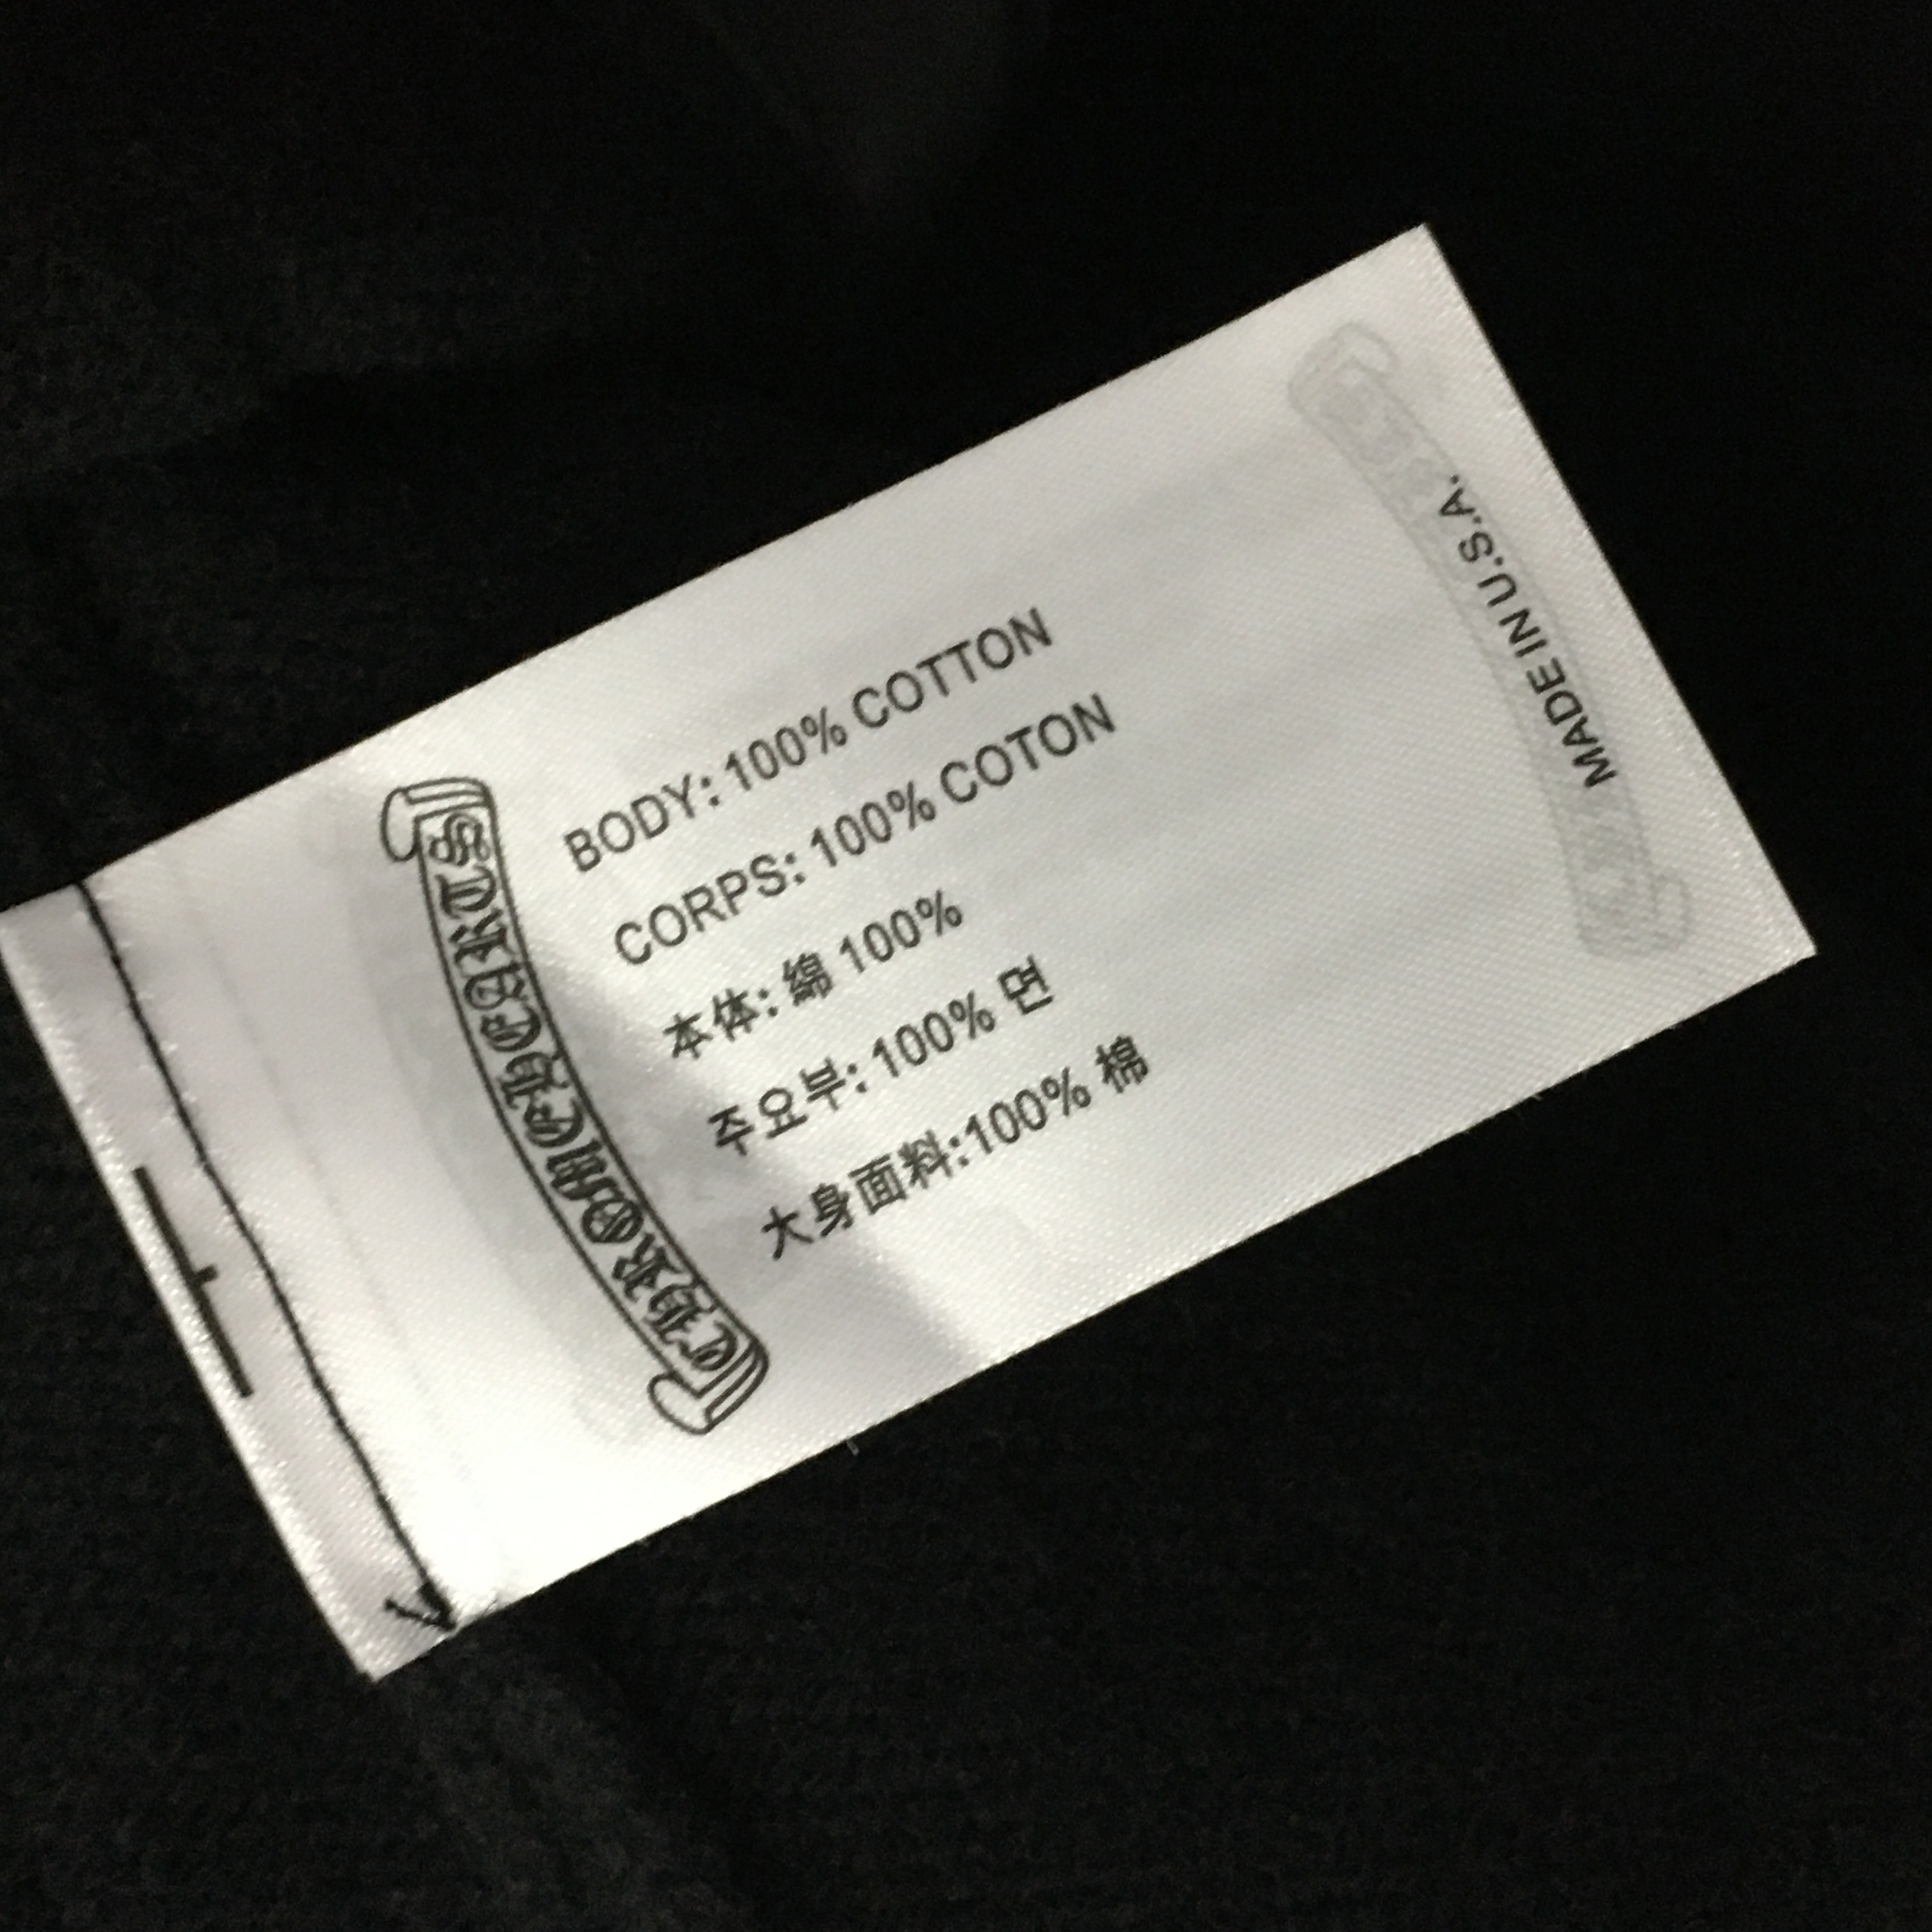 CHROME HEARTS
BODY: 100% COTTON
CORPS: 100% COTON
本体: 綿 100%
주요부: 100% 면
大身面料:100% 棉
MADE IN U.S.A.